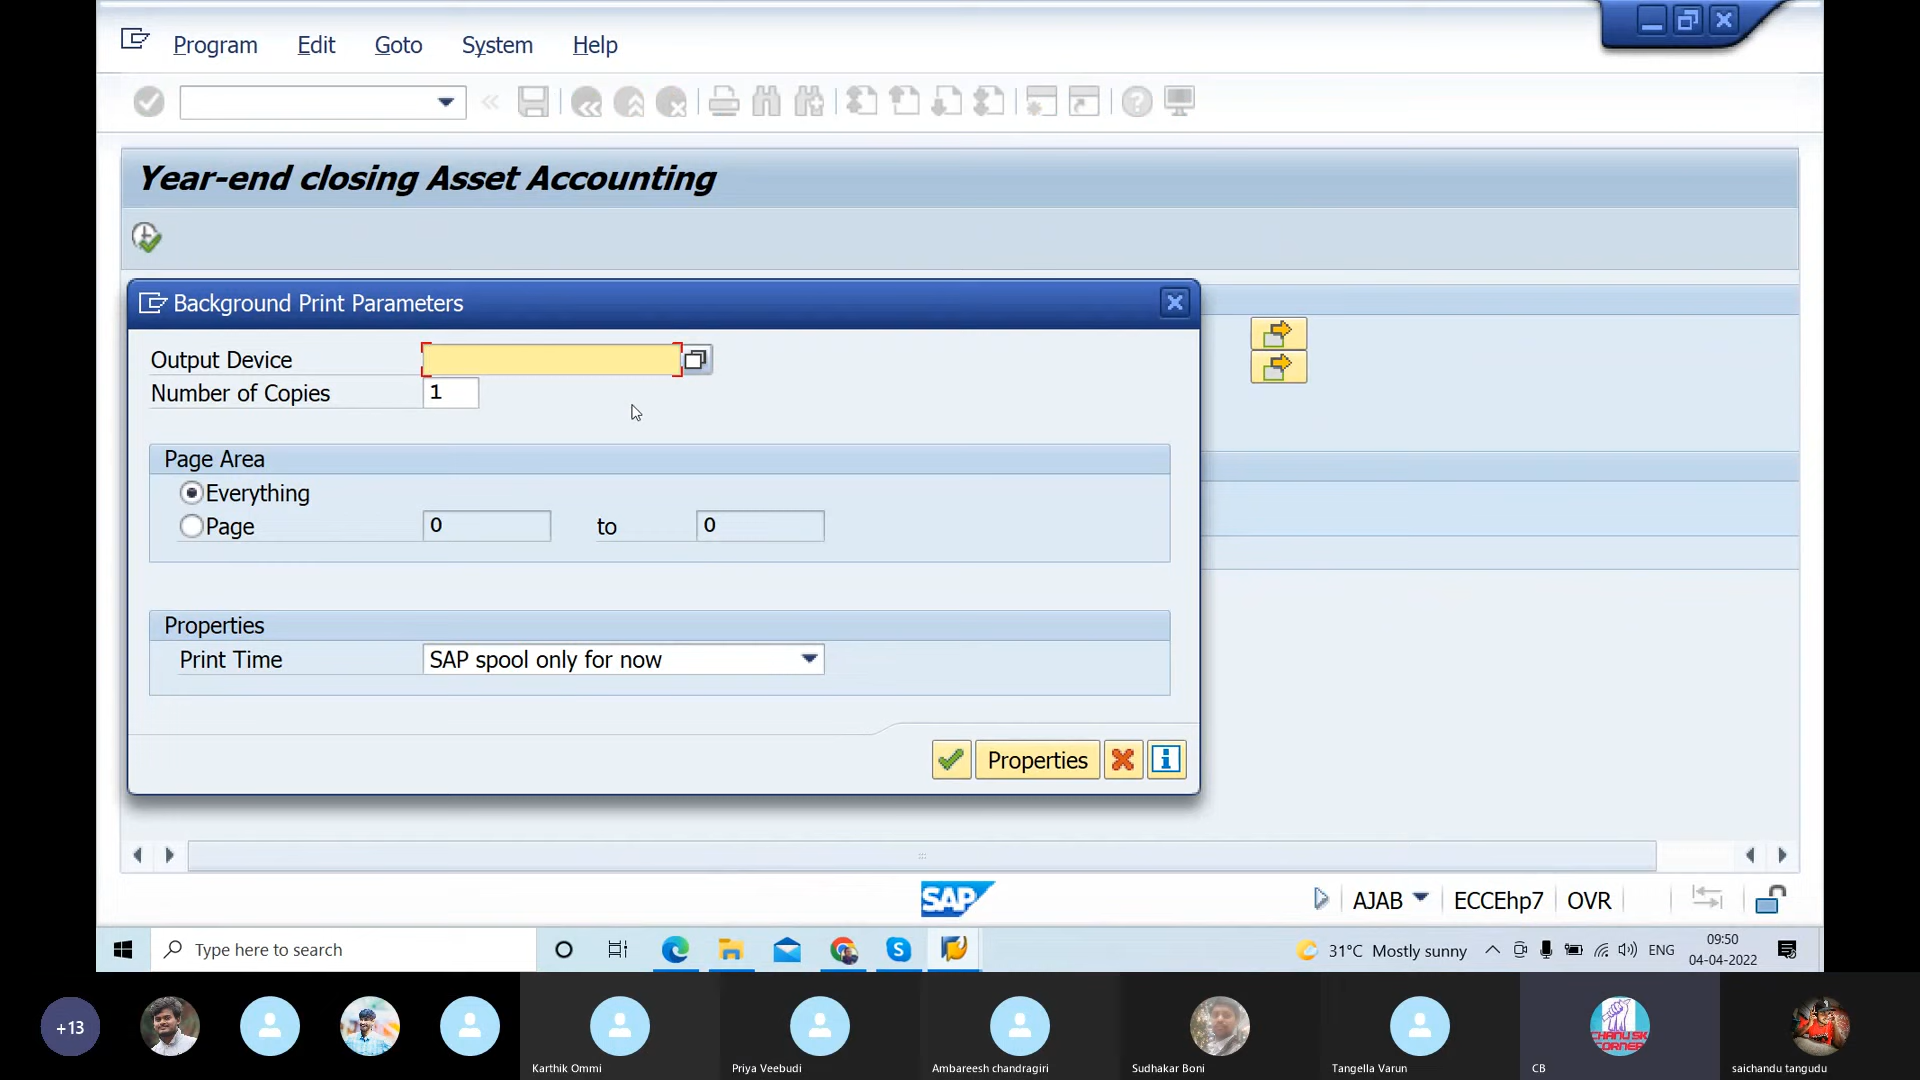 Program Edit Goto System Help
Year-end closing Asset Accounting
Background Print Parameters
Output Device
Number of Copies 1
Page Area
Everything
Page 0 to 0
Properties
Print Time SAP spool only for now
Properties
SAP
AJAB ECCEhp7 OVR
Type here to search
31°C Mostly sunny
ENG
09:50
04-04-2022
+13
CHANU SK
CORNER
Karthik Ommi
Priya Veebudi
Ambareesh chandragiri
Sudhakar Boni
Tangella Varun
CB
saichandu tangudu